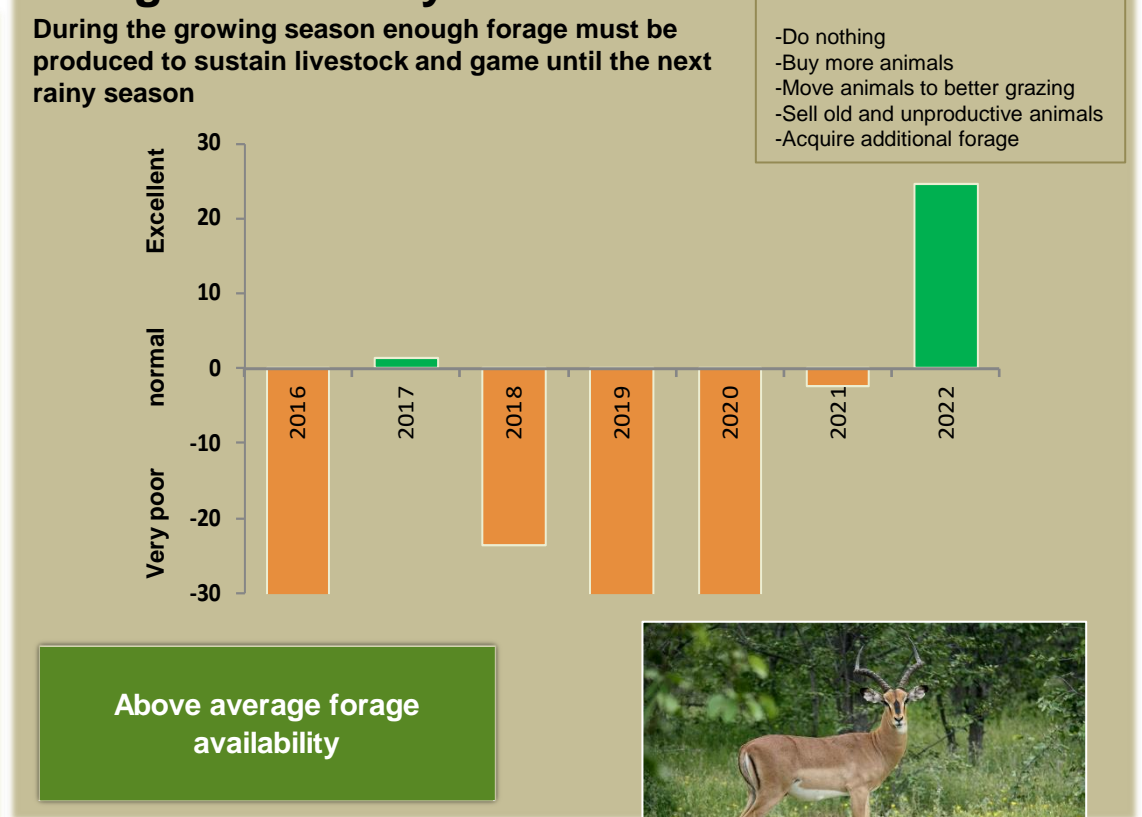 During the growing season enough forage must be
produced to sustain livestock and game until the next
rainy season
-Do nothing
-Buy more animals
-Move animals to better grazing
-Sell old and unproductive animals
-Acquire additional forage
30
20
10
0
-10
-20
-30
Excellent
normal
Very poor
2016
2017
2018
2019
2020
2021
2022
Above average forage
availability